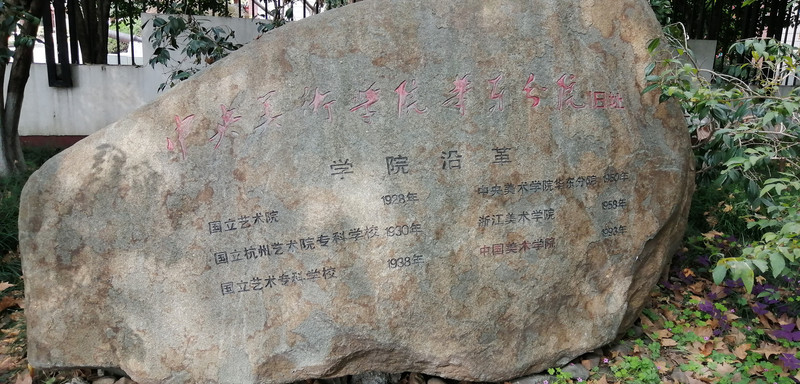 中央美术学院华东分院旧址
学院沿革
国立艺术院 1928年
国立杭州艺术院专科学校 1930年
国立艺术专科学校 1938年
中央美术学院华东分院 1950年
浙江美术学院 1958年
中国美术学院 1993年